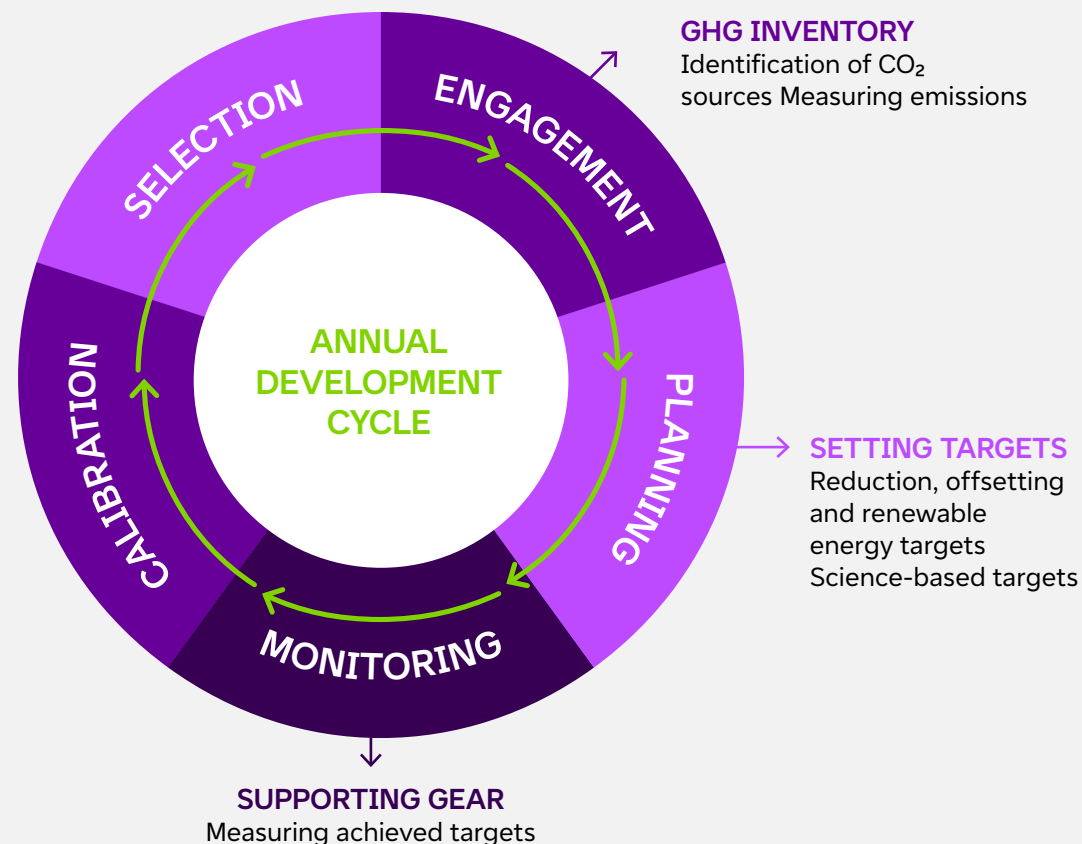 SELECTION
ENGAGEMENT
GHG INVENTORY
Identification of CO₂
sources Measuring emissions
ANNUAL
DEVELOPMENT
CYCLE
CALIBRATION
PLANNING
SETTING TARGETS
Reduction, offsetting
and renewable
energy targets
Science-based targets
MONITORING
SUPPORTING GEAR
Measuring achieved targets